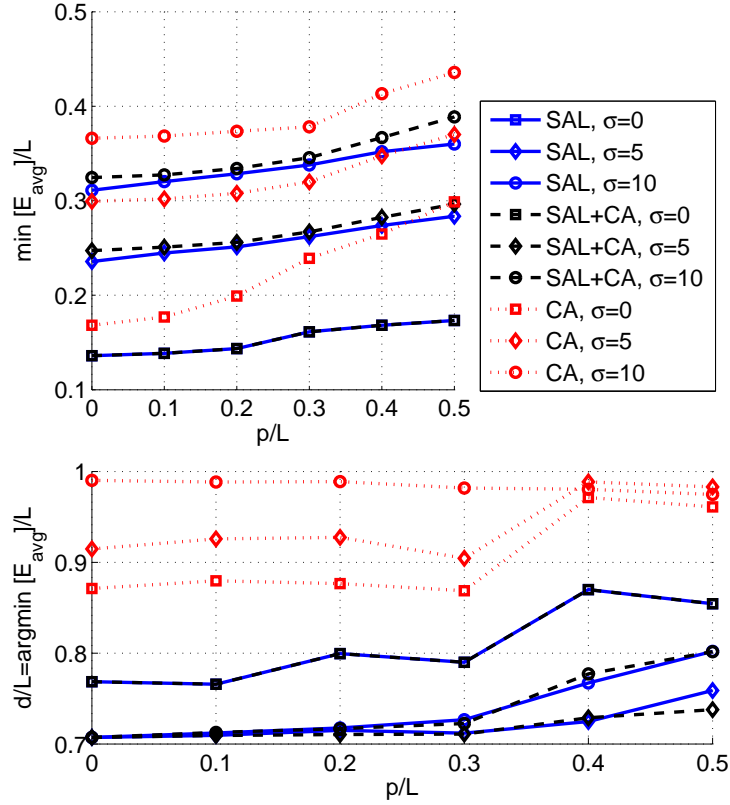 0.5
0.4
0.3
0.2
0.1
min [E_avg]/L
0 0.1 0.2 0.3 0.4 0.5
p/L
SAL, σ=0
SAL, σ=5
SAL, σ=10
SAL+CA, σ=0
SAL+CA, σ=5
SAL+CA, σ=10
CA, σ=0
CA, σ=5
CA, σ=10
1
0.9
0.8
0.7
d/L=argmin [E_avg]/L
0 0.1 0.2 0.3 0.4 0.5
p/L